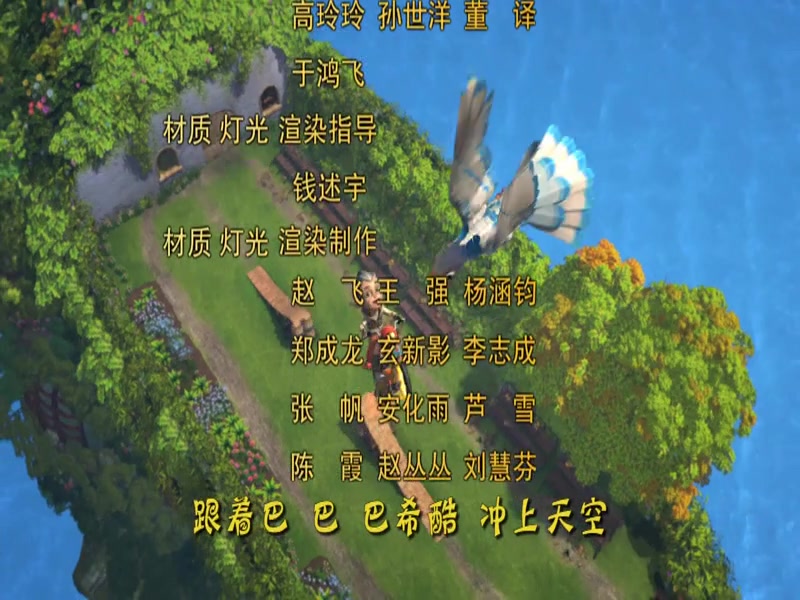 高玲玲 孙世洋 董 译
于鸿飞
材质 灯光 渲染指导
钱述宇
材质 灯光 渲染制作
赵 飞 王 强 杨涵钧
郑成龙 玄新影 李志成
张 帆 安化雨 芦 雪
陈 霞 赵丛丛 刘慧芬
跟着巴 巴 巴希酷 冲上天空